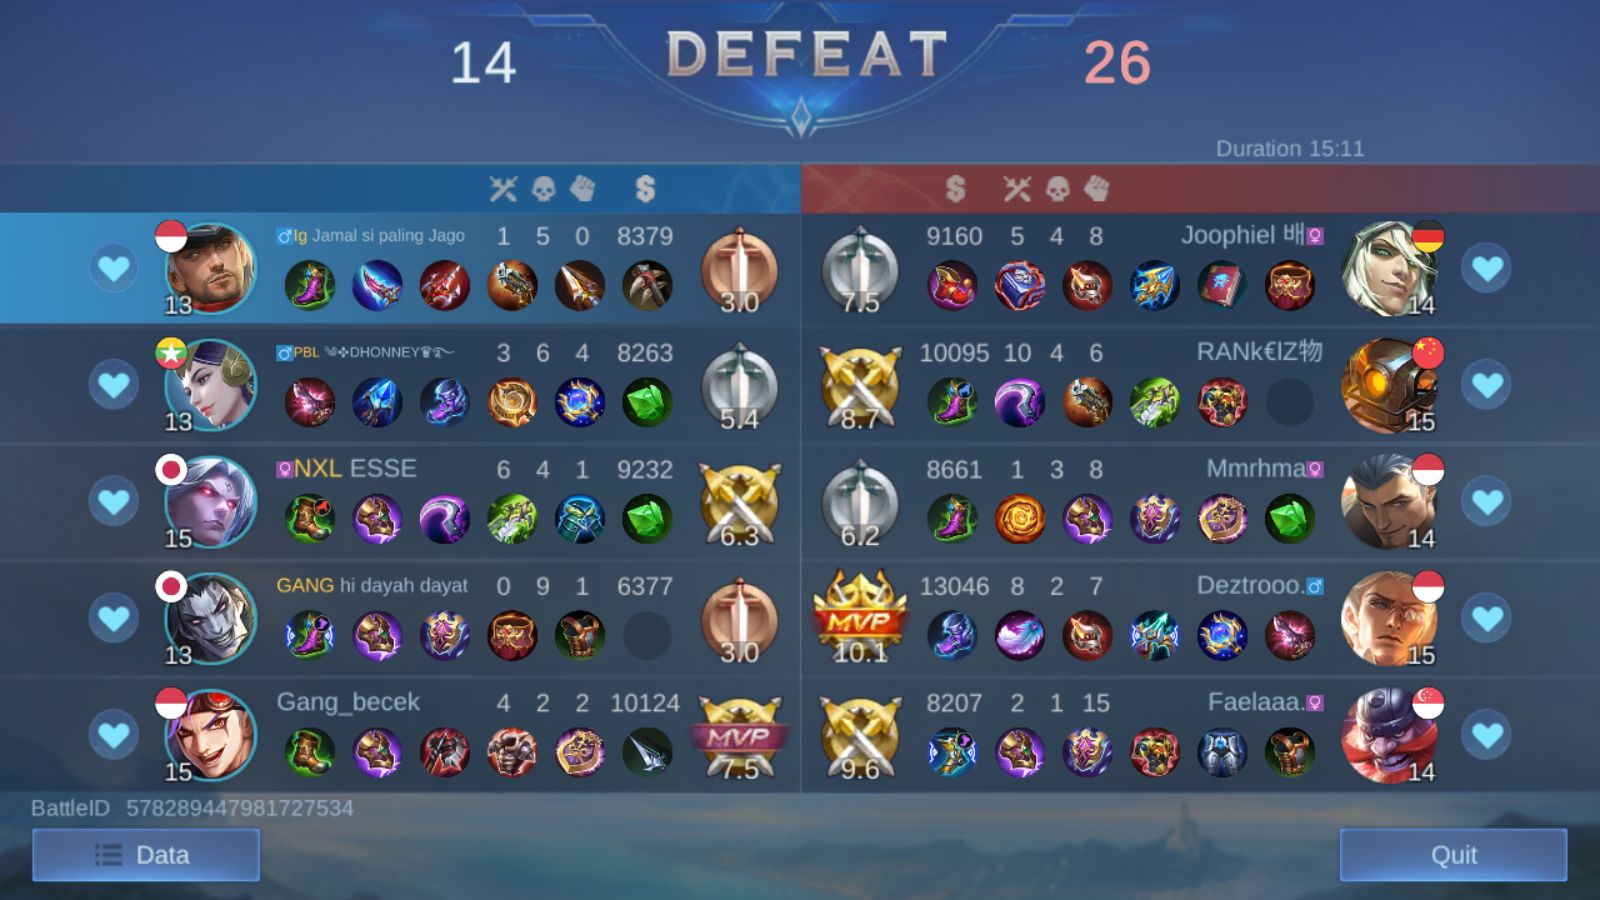 14
DEFEAT
26
Duration 15:11
lg Jamal si paling Jago 1 5 0 8379
13
3.0
9160 5 4 8 Joophiel 배
7.5
14
PBL DHONNEY 3 6 4 8263
13
5.4
10095 10 4 6 RANk€lZ物
8.7
15
NXL ESSE 6 4 1 9232
15
6.3
8661 1 3 8 Mmrhma
6.2
14
GANG hi dayah dayat 0 9 1 6377
13
3.0
13046 8 2 7 Deztrooo.
MVP
10.1
15
Gang_becek 4 2 2 10124
15
MVP
7.5
8207 2 1 15 Faelaaa.
9.6
14
BattleID 578289447981727534
Data
Quit